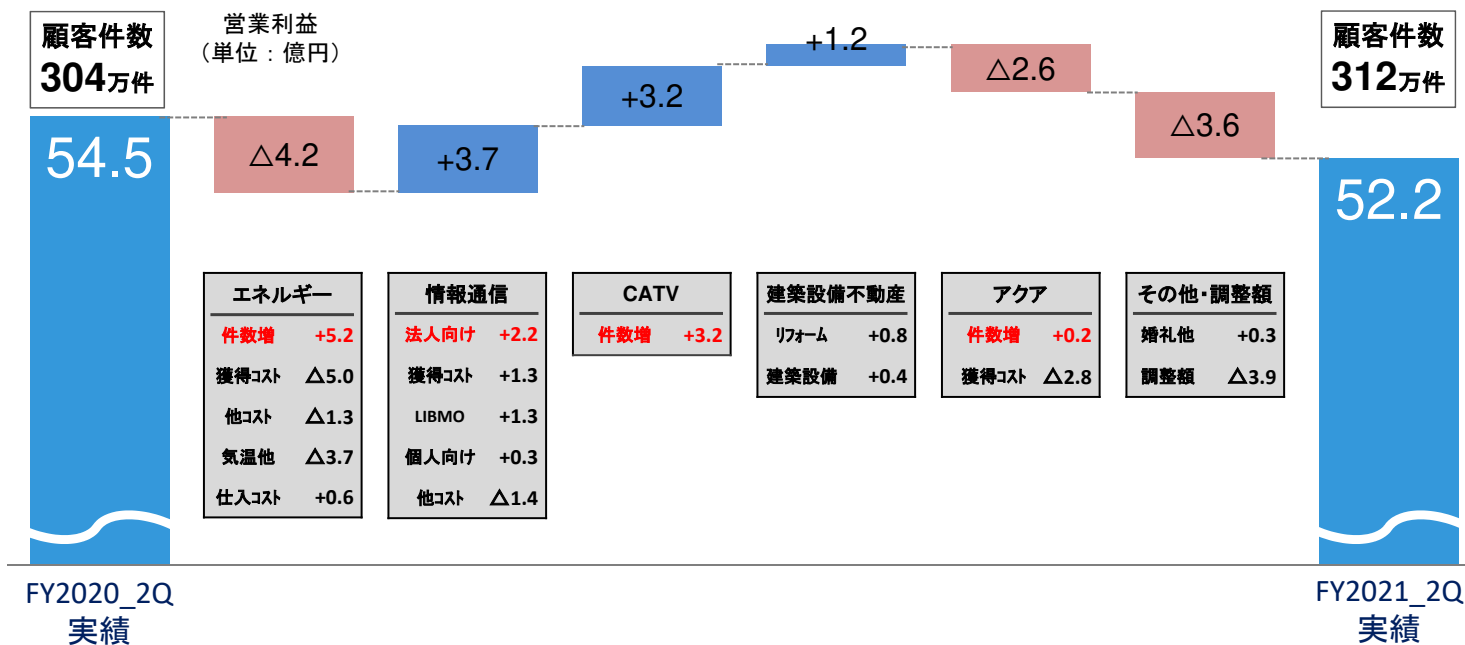 顧客件数
304万件
営業利益
（単位：億円）
顧客件数
312万件
54.5
△4.2
+3.7
+3.2
+1.2
△2.6
△3.6
52.2
エネルギー
件数増 +5.2
獲得コスト △5.0
他コスト △1.3
気温他 △3.7
仕入コスト +0.6
情報通信
法人向け +2.2
獲得コスト +1.3
LIBMO +1.3
個人向け +0.3
他コスト △1.4
CATV
件数増 +3.2
建築設備不動産
リフォーム +0.8
建築設備 +0.4
アクア
件数増 +0.2
獲得コスト △2.8
その他・調整額
婚礼他 +0.3
調整額 △3.9
FY2020_2Q
実績
FY2021_2Q
実績